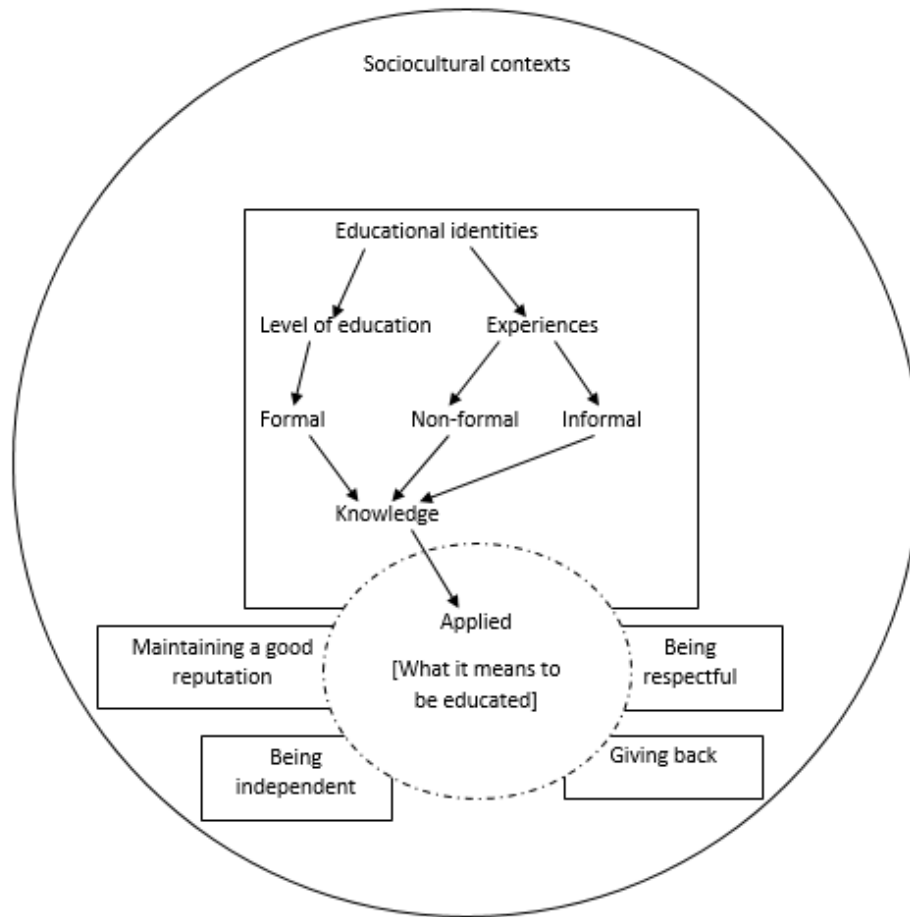 Sociocultural contexts
Educational identities
Level of education
Experiences
Formal
Non-formal
Informal
Knowledge
Applied
[What it means to
be educated]
Maintaining a good
reputation
Being
respectful
Being
independent
Giving back